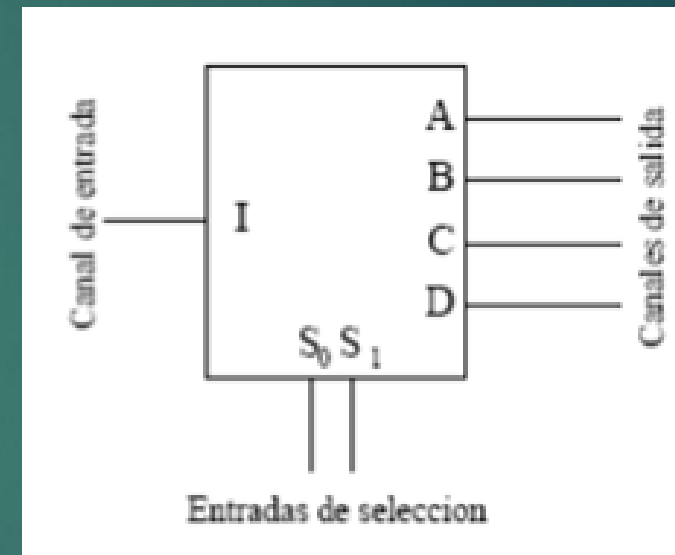 Canal de entrada
I
A
B
C
D
S0 S1
Canales de salida
Entradas de seleccion